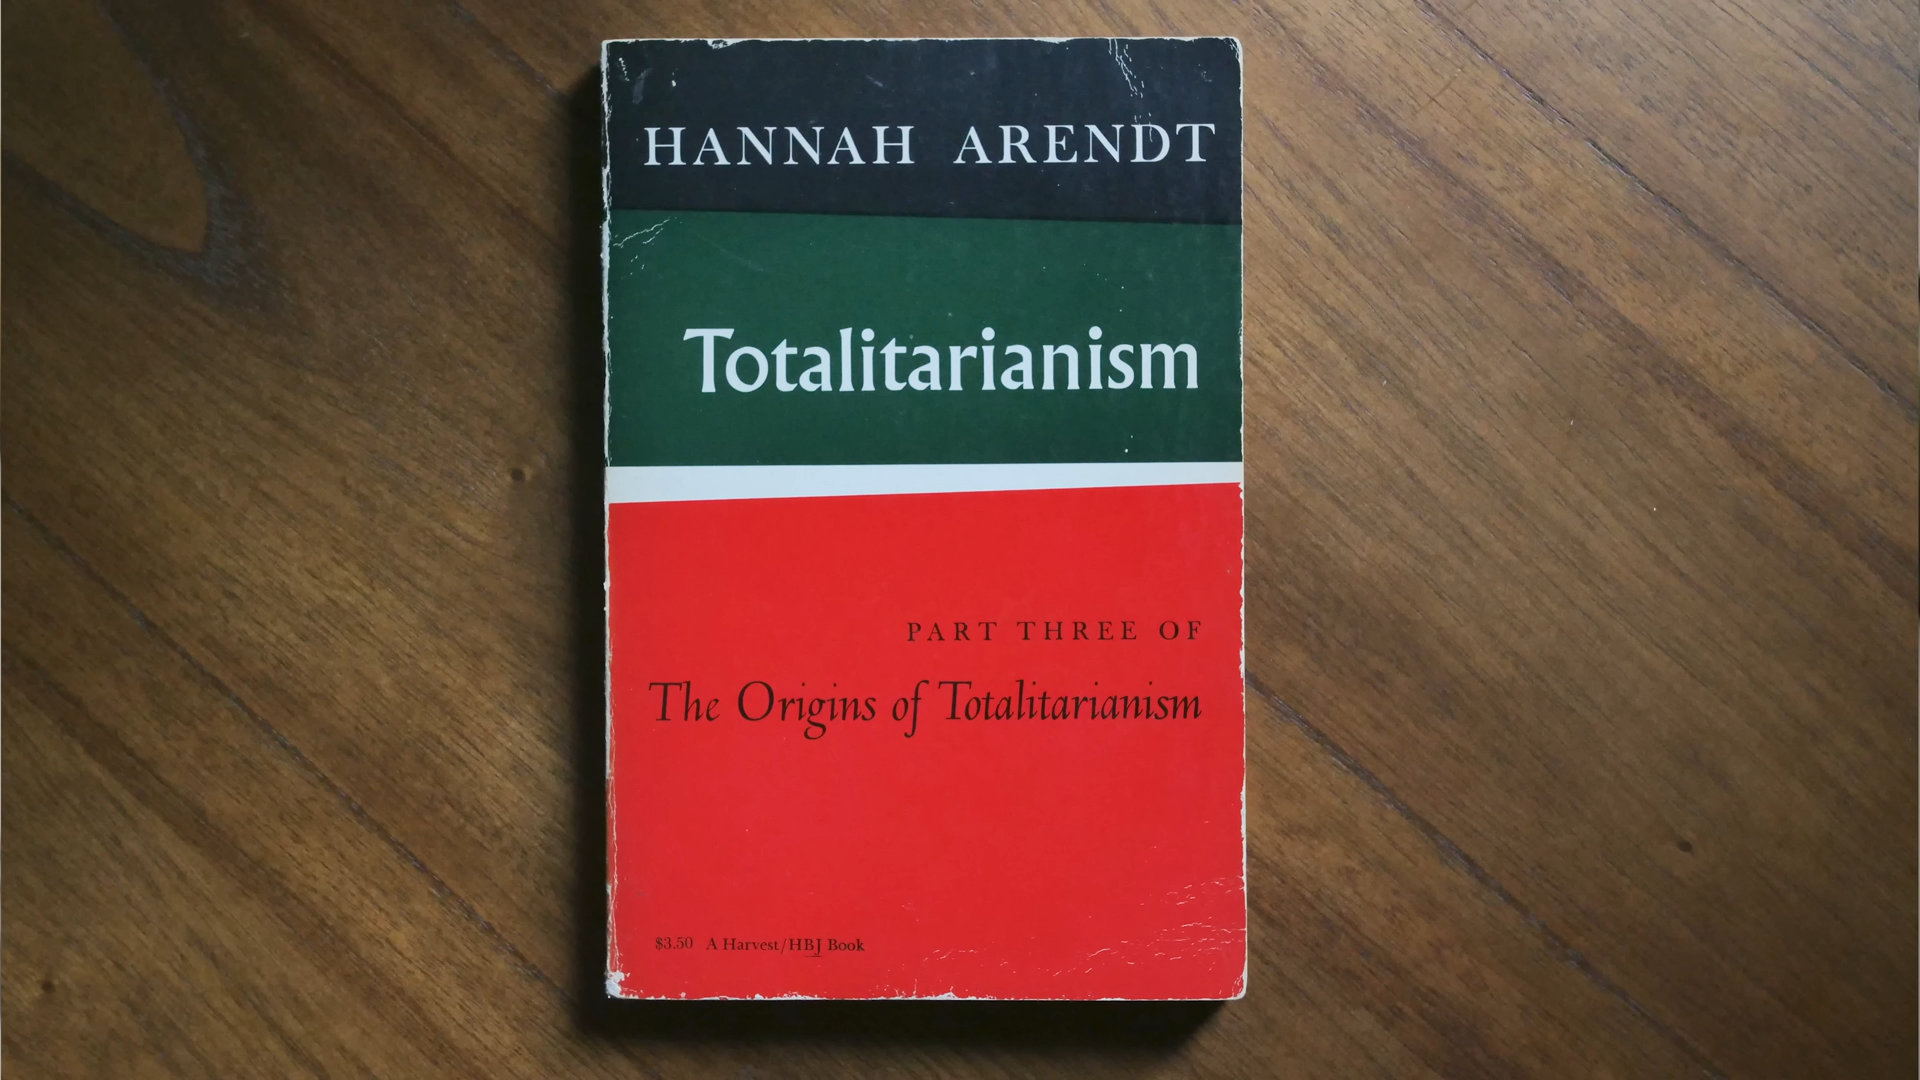 HANNAH ARENDT
Totalitarianism
PART THREE OF
The Origins of Totalitarianism
$3.50 A Harvest/HBJ Book